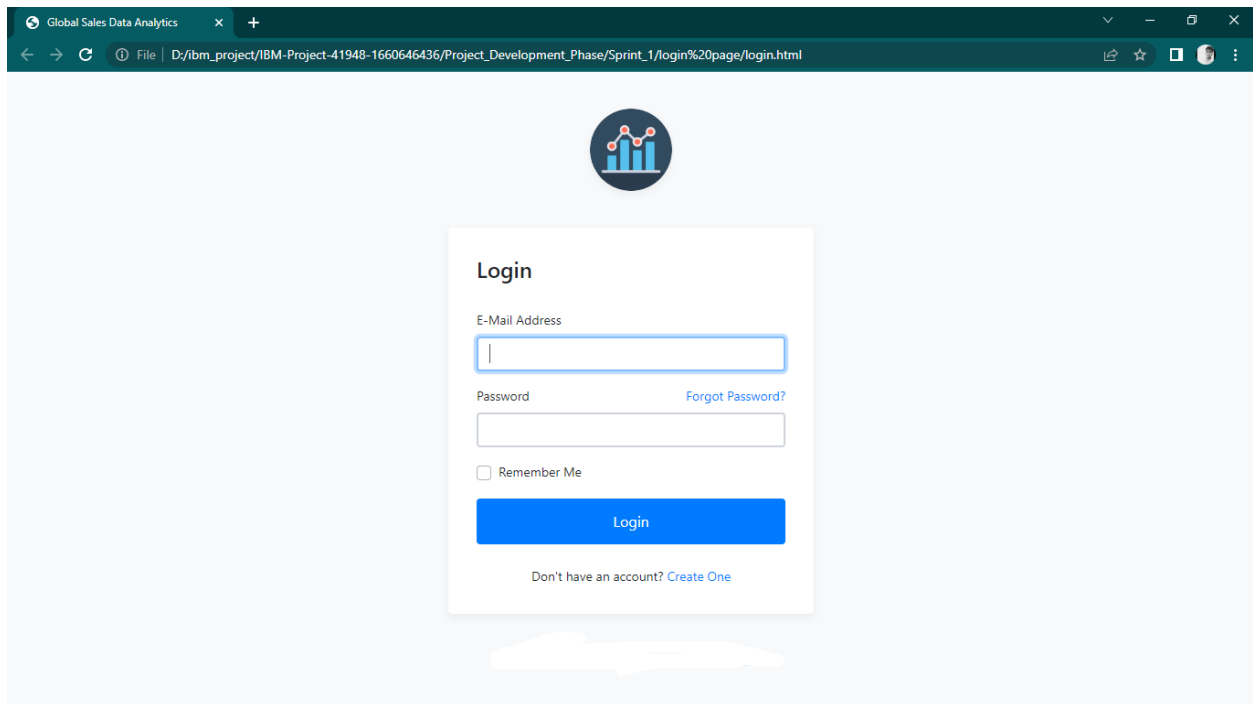 Global Sales Data Analytics
File | D:/ibm_project/IBM-Project-41948-1660646436/Project_Development_Phase/Sprint_1/login%20page/login.html
Login
E-Mail Address
Password Forgot Password?
Remember Me
Login
Don't have an account? Create One